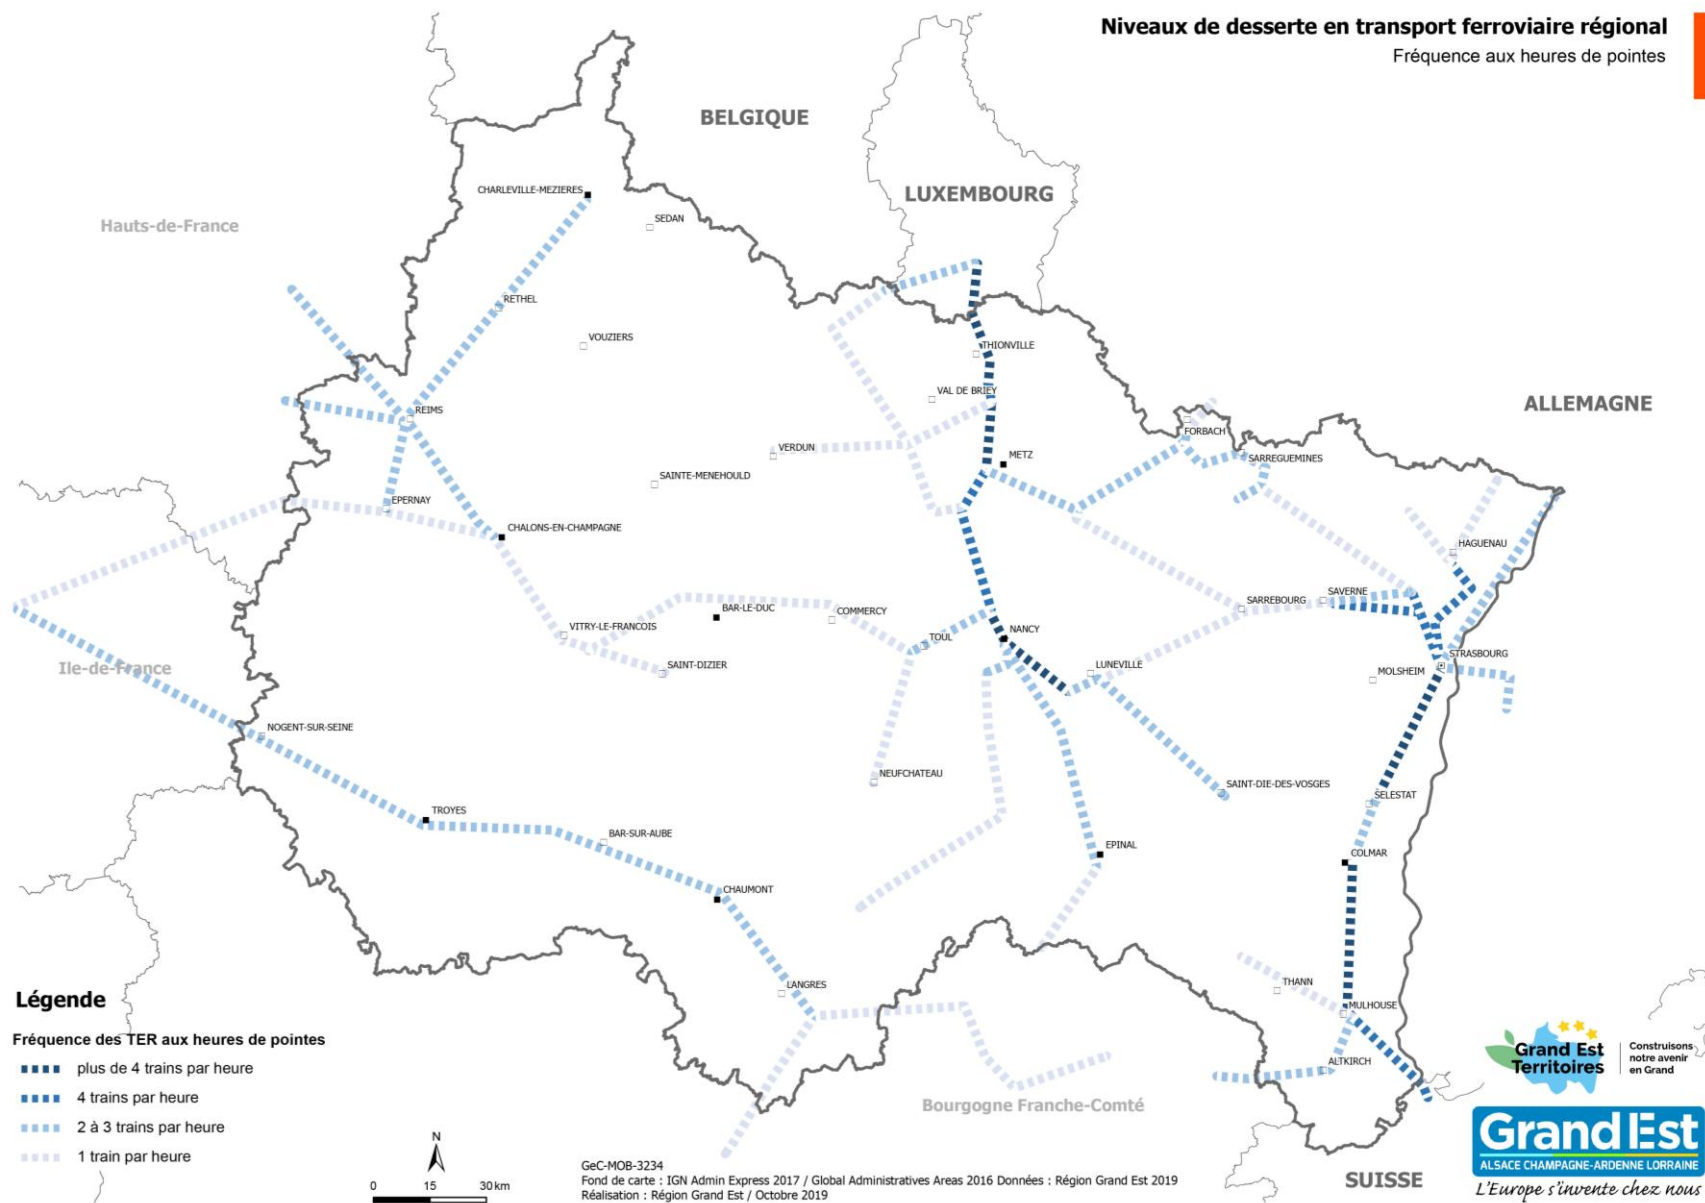 Niveaux de desserte en transport ferroviaire régional
Fréquence aux heures de pointes
BELGIQUE
LUXEMBOURG
CHARLEVILLE-MEZIERES
SEDAN
Hauts-de-France
RETHEL
VOUZIERS
THIONVILLE
VAL DE BRIEY
ALLEMAGNE
REIMS
FORBACH
VERDUN
METZ
SARREGUEMINES
SAINTE-MENEHOULD
EPERNAY
CHALONS-EN-CHAMPAGNE
HAGUENAU
SAVERNE
SARREBOURG
BAR-LE-DUC
COMMERCY
VITRY-LE-FRANCOIS
NANCY
TOUL
STRASBOURG
Ile-de-France
SAINT-DIZIER
LUNEVILLE
MOLSHEIM
NOGENT-SUR-SEINE
NEUFCHATEAU
SAINT-DIE-DES-VOSGES
SELESTAT
TROYES
BAR-SUR-AUBE
EPINAL
COLMAR
CHAUMONT
LANGRES
THANN
MULHOUSE
ALTKIRCH
Bourgogne Franche-Comté
SUISSE
Légende
Fréquence des TER aux heures de pointes
plus de 4 trains par heure
4 trains par heure
2 à 3 trains par heure
1 train par heure
N
0 15 30 km
GeC-MOB-3234
Fond de carte : IGN Admin Express 2017 / Global Administratives Areas 2016 Données : Région Grand Est 2019
Réalisation : Région Grand Est / Octobre 2019
Grand Est
Territoires
Construisons
notre avenir
en Grand
Grand Est
ALSACE CHAMPAGNE-ARDENNE LORRAINE
L'Europe s'invente chez nous